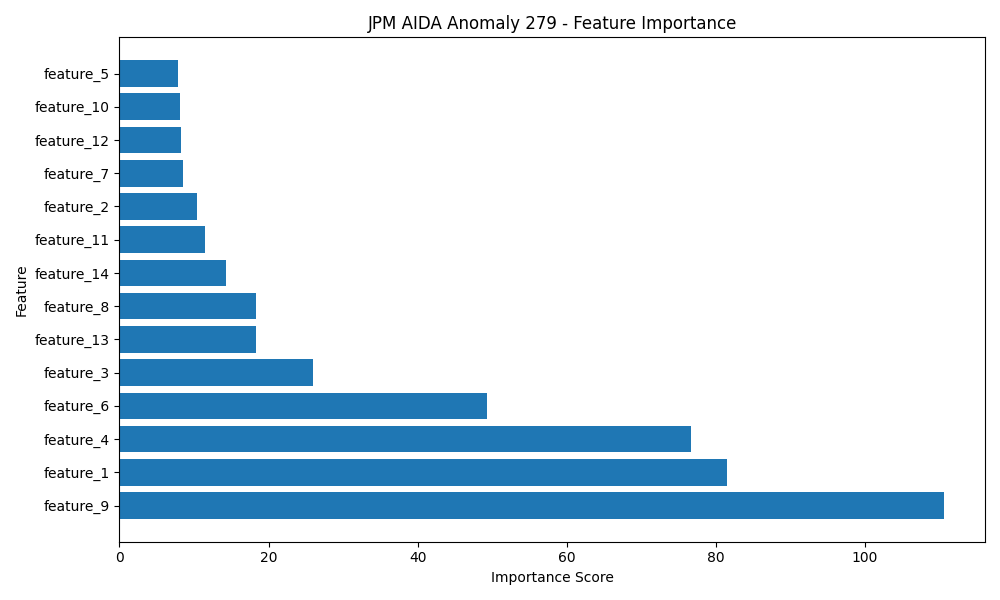 JPM AIDA Anomaly 279 - Feature Importance
feature_5
feature_10
feature_12
feature_7
feature_2
feature_11
feature_14
feature_8
feature_13
feature_3
feature_6
feature_4
feature_1
feature_9
Feature
0 20 40 60 80 100
Importance Score